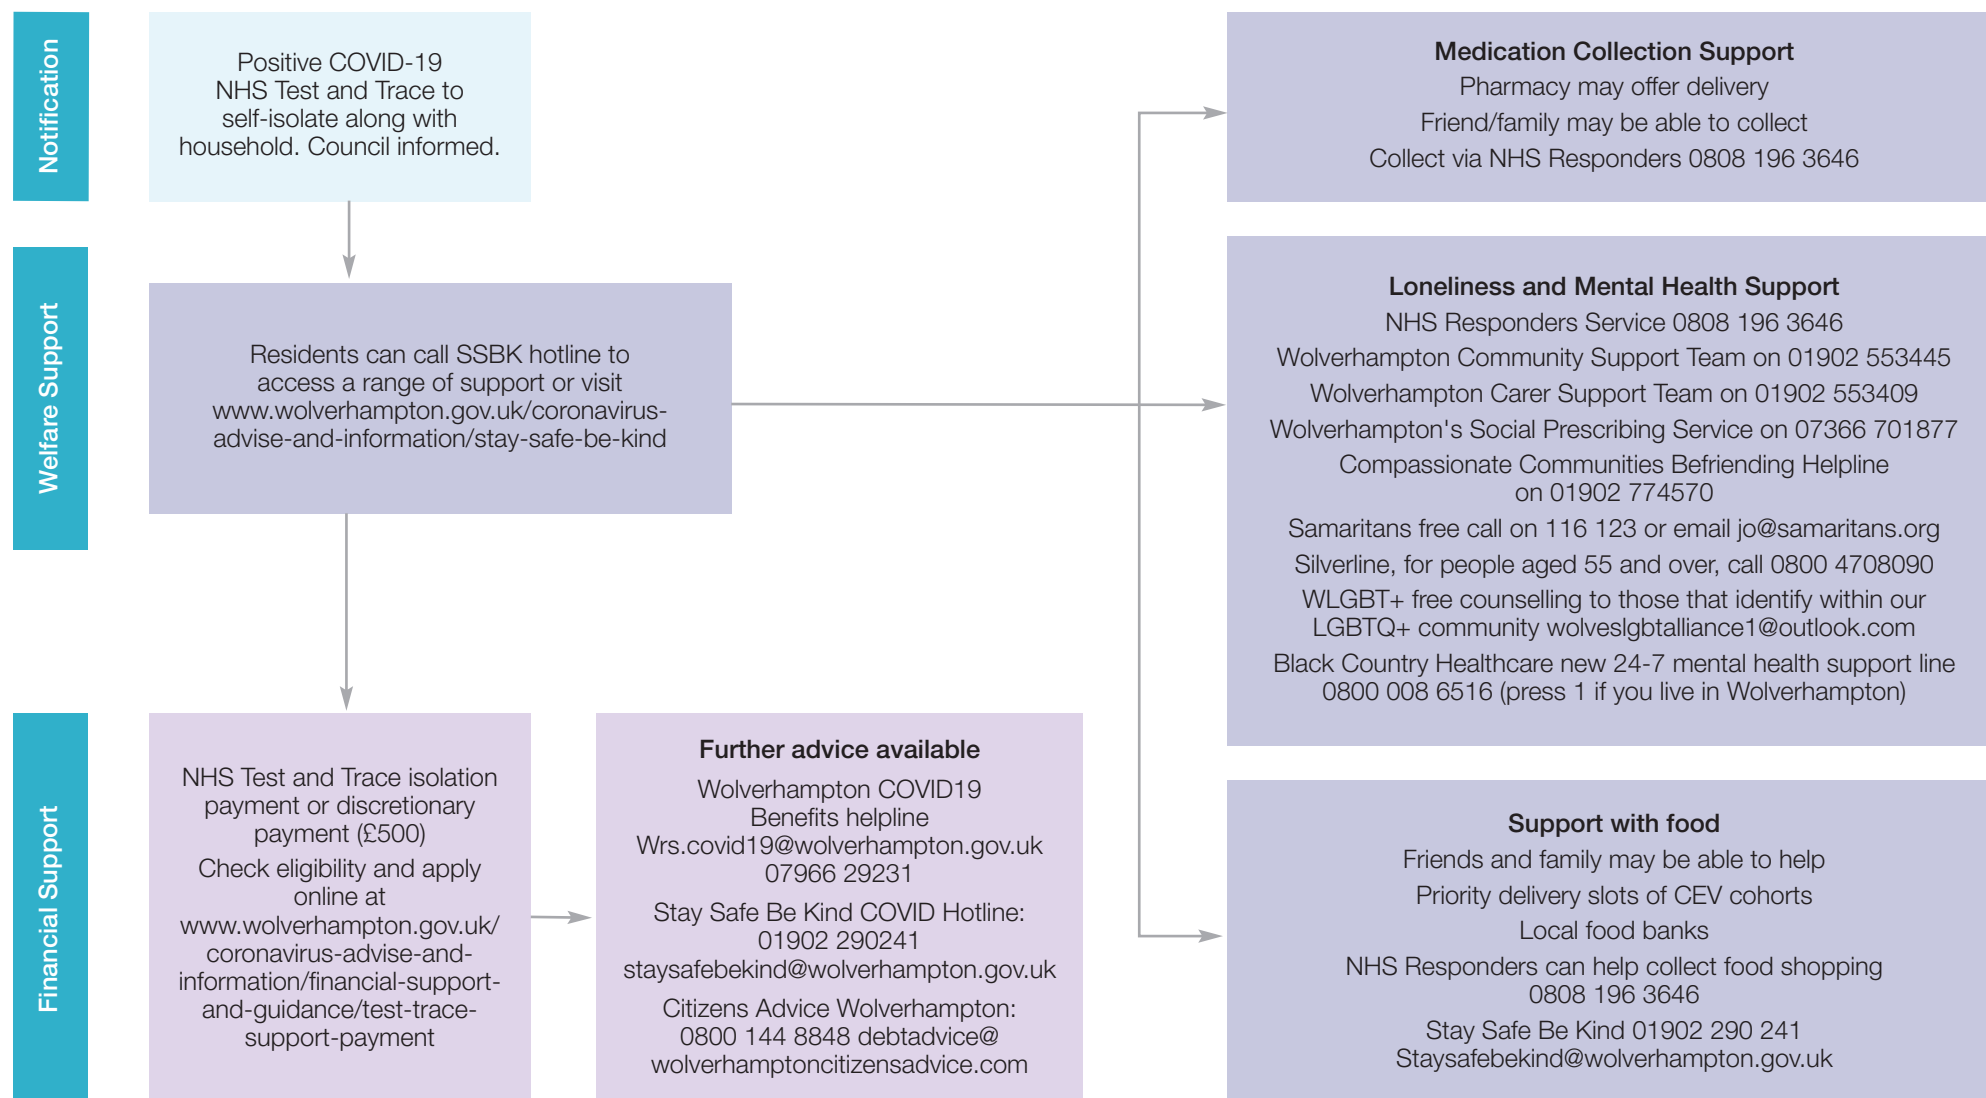 Notification
Positive COVID-19
NHS Test and Trace to
self-isolate along with
household. Council informed.
Welfare Support
Residents can call SSBK hotline to
access a range of support or visit
www.wolverhampton.gov.uk/coronavirus-
advise-and-information/stay-safe-be-kind
Financial Support
NHS Test and Trace isolation
payment or discretionary
payment (£500)
Check eligibility and apply
online at
www.wolverhampton.gov.uk/
coronavirus-advise-and-
information/financial-support-
and-guidance/test-trace-
support-payment
Further advice available
Wolverhampton COVID19
Benefits helpline
Wrs.covid19@wolverhampton.gov.uk
07966 29231
Stay Safe Be Kind COVID Hotline:
01902 290241
staysafebekind@wolverhampton.gov.uk
Citizens Advice Wolverhampton:
0800 144 8848 debtadvice@
wolverhamptoncitizensadvice.com
Medication Collection Support
Pharmacy may offer delivery
Friend/family may be able to collect
Collect via NHS Responders 0808 196 3646
Loneliness and Mental Health Support
NHS Responders Service 0808 196 3646
Wolverhampton Community Support Team on 01902 553445
Wolverhampton Carer Support Team on 01902 553409
Wolverhampton's Social Prescribing Service on 07366 701877
Compassionate Communities Befriending Helpline
on 01902 774570
Samaritans free call on 116 123 or email jo@samaritans.org
Silverline, for people aged 55 and over, call 0800 4708090
WLGBT+ free counselling to those that identify within our
LGBTQ+ community wolveslgbtalliance1@outlook.com
Black Country Healthcare new 24-7 mental health support line
0800 008 6516 (press 1 if you live in Wolverhampton)
Support with food
Friends and family may be able to help
Priority delivery slots of CEV cohorts
Local food banks
NHS Responders can help collect food shopping
0808 196 3646
Stay Safe Be Kind 01902 290 241
Staysafebekind@wolverhampton.gov.uk